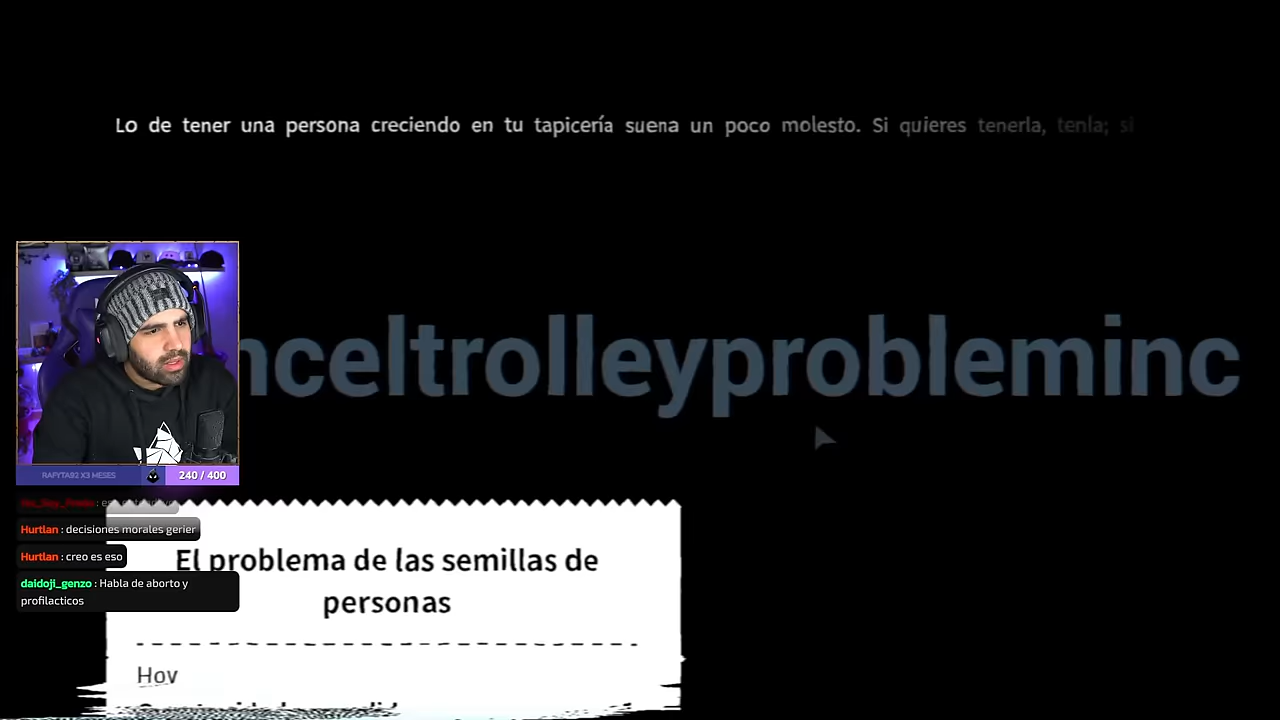 Lo de tener una persona creciendo en tu tapicería suena un poco molesto. Si quieres tenerla, tenla; si
nceltrolleyprobleminc
RAFYTA92 X3 MESES
240 / 400
Hurtlan : decisiones morales gerier
Hurtlan : creo es eso
daidoji_genzo : Habla de aborto y
profilacticos
El problema de las semillas de
personas
Hoy